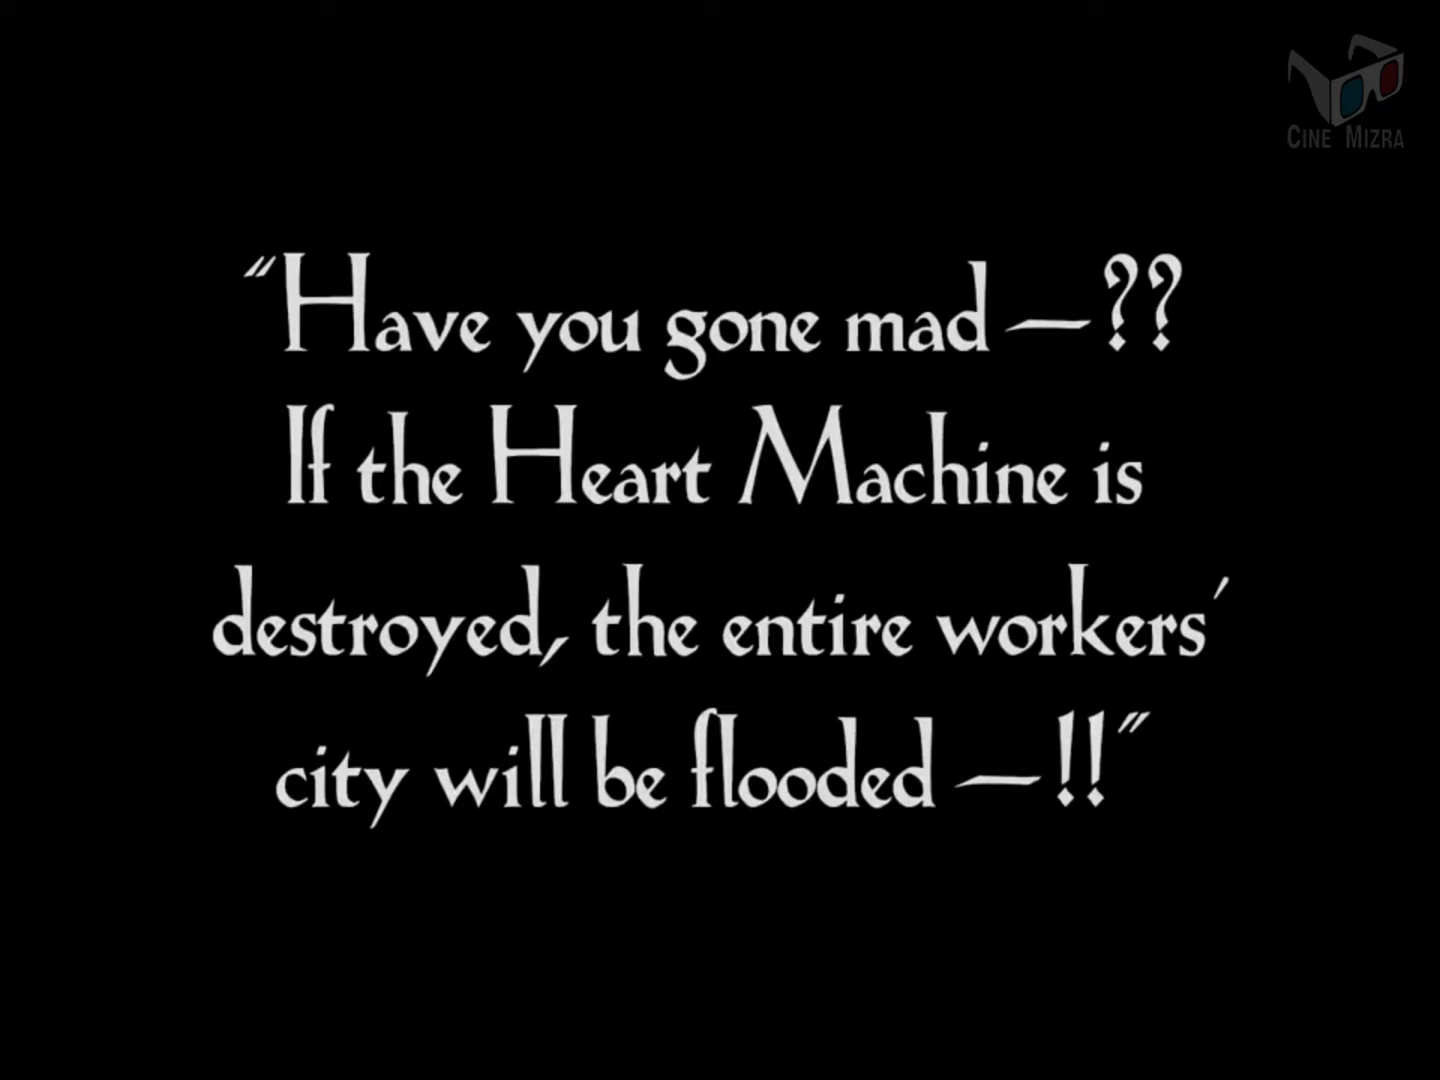 CINE MIZRA
"Have you gone mad —??
If the Heart Machine is
destroyed, the entire workers'
city will be flooded —!!"